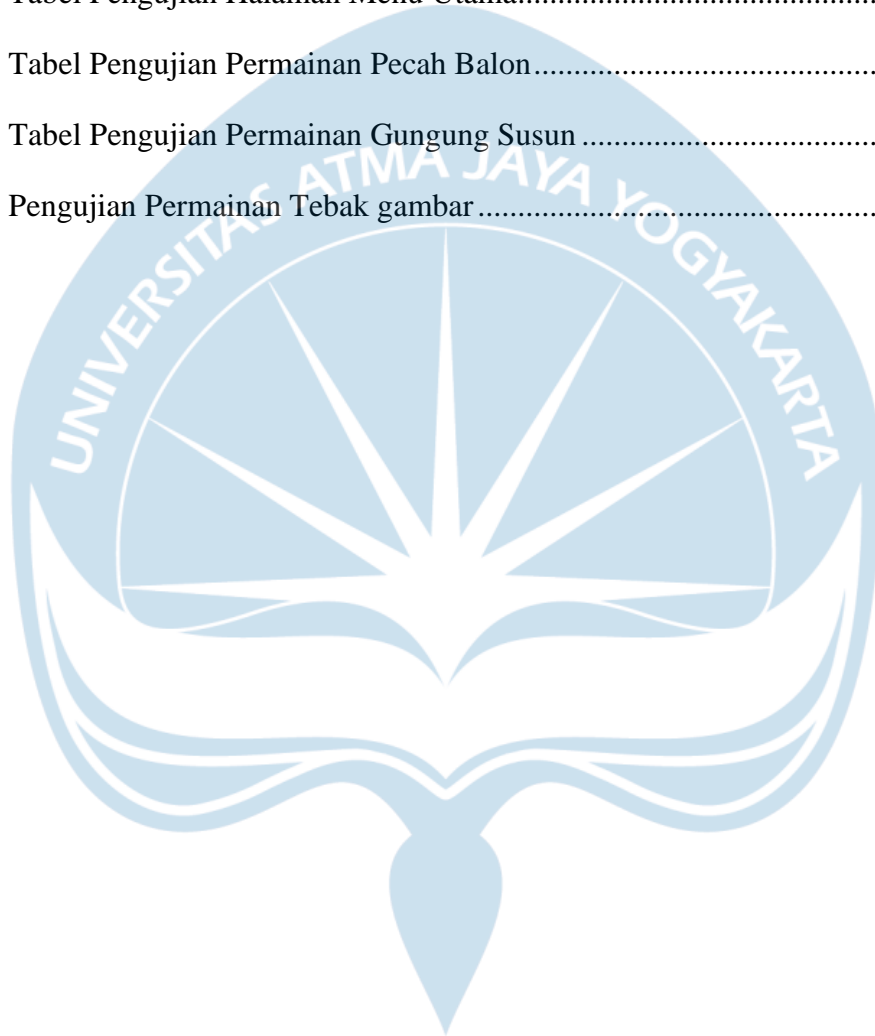 Tabel Pengujian Halaman Menu Utama..........................................
Tabel Pengujian Permainan Pecah Balon..........................................
Tabel Pengujian Permainan Gungung Susun....................................
Pengujian Permainan Tebak gambar................................................
UNIVERSITAS ATMA JAYA YOGYAKARTA